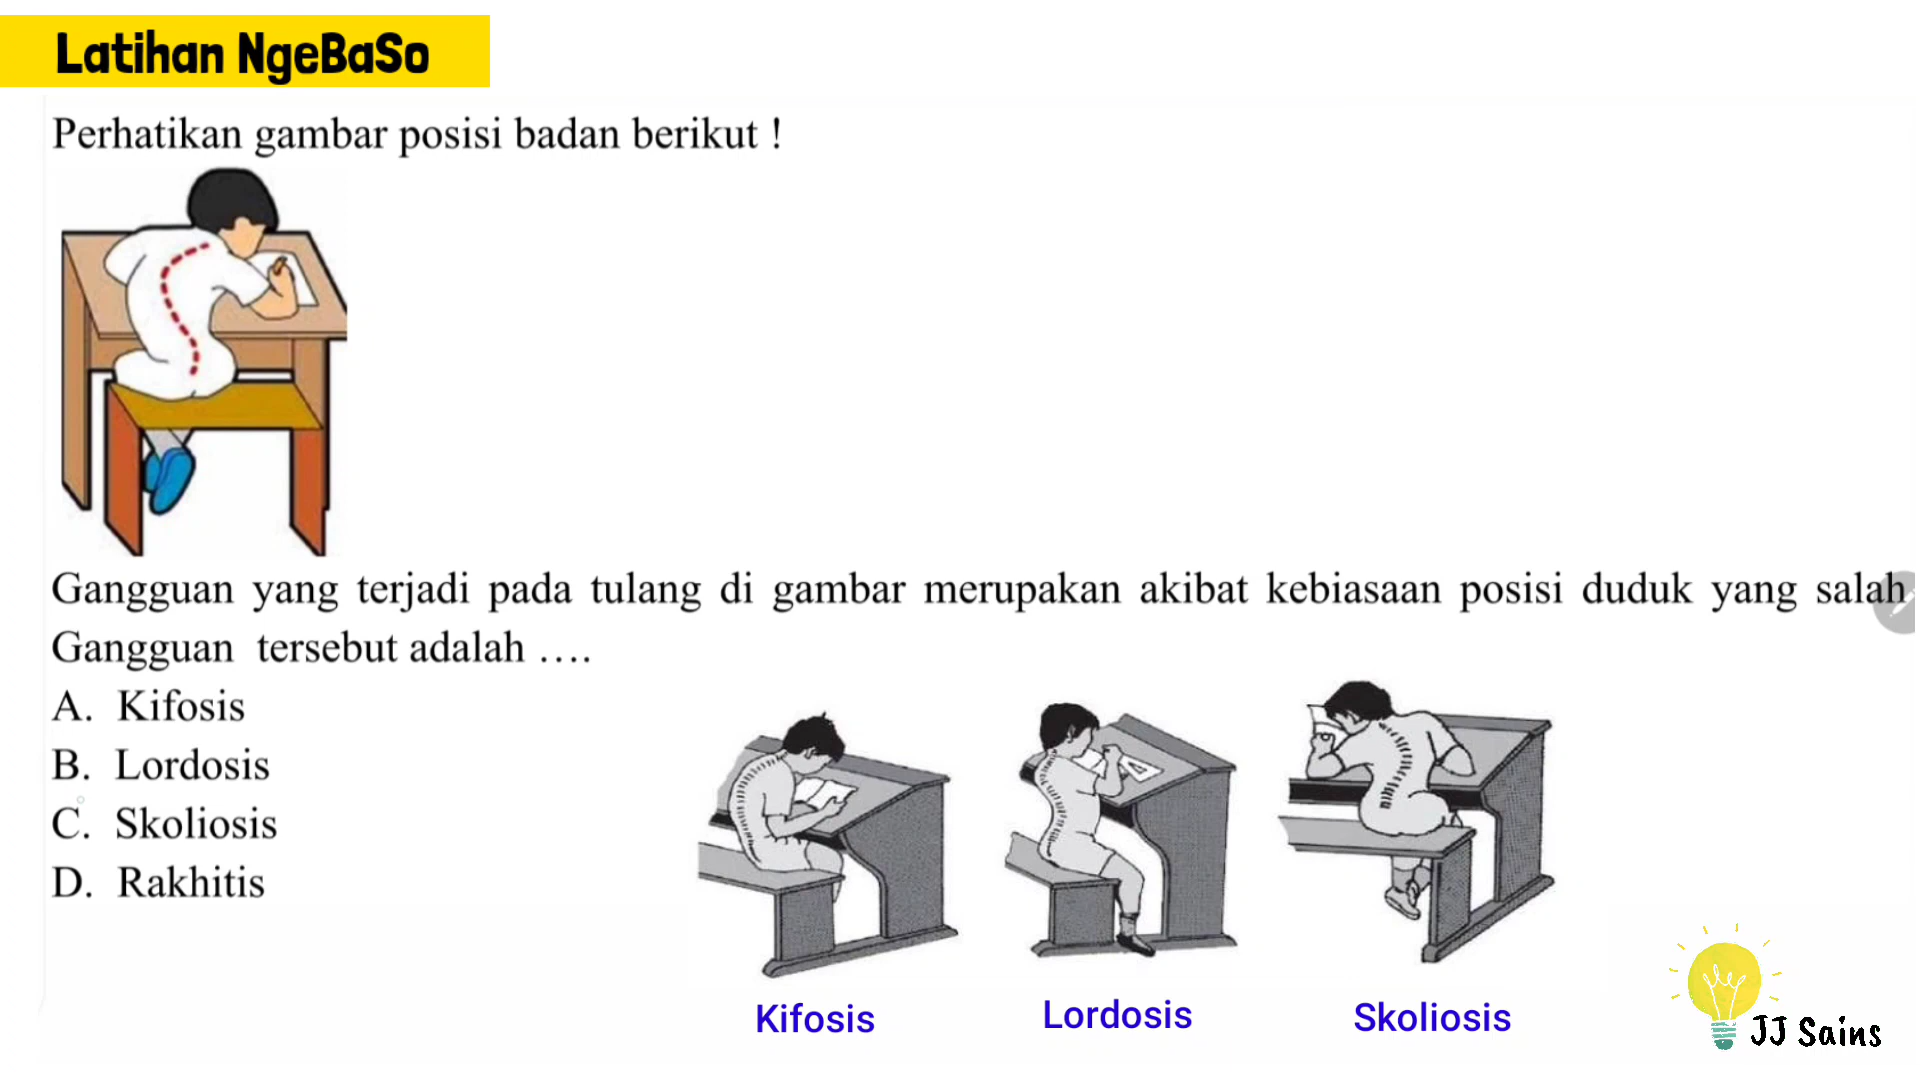 Latihan NgeBaSo
Perhatikan gambar posisi badan berikut !
Gangguan yang terjadi pada tulang di gambar merupakan akibat kebiasaan posisi duduk yang salah
Gangguan tersebut adalah ....
A. Kifosis
B. Lordosis
C. Skoliosis
D. Rakhitis
Kifosis
Lordosis
Skoliosis
JJ Sains